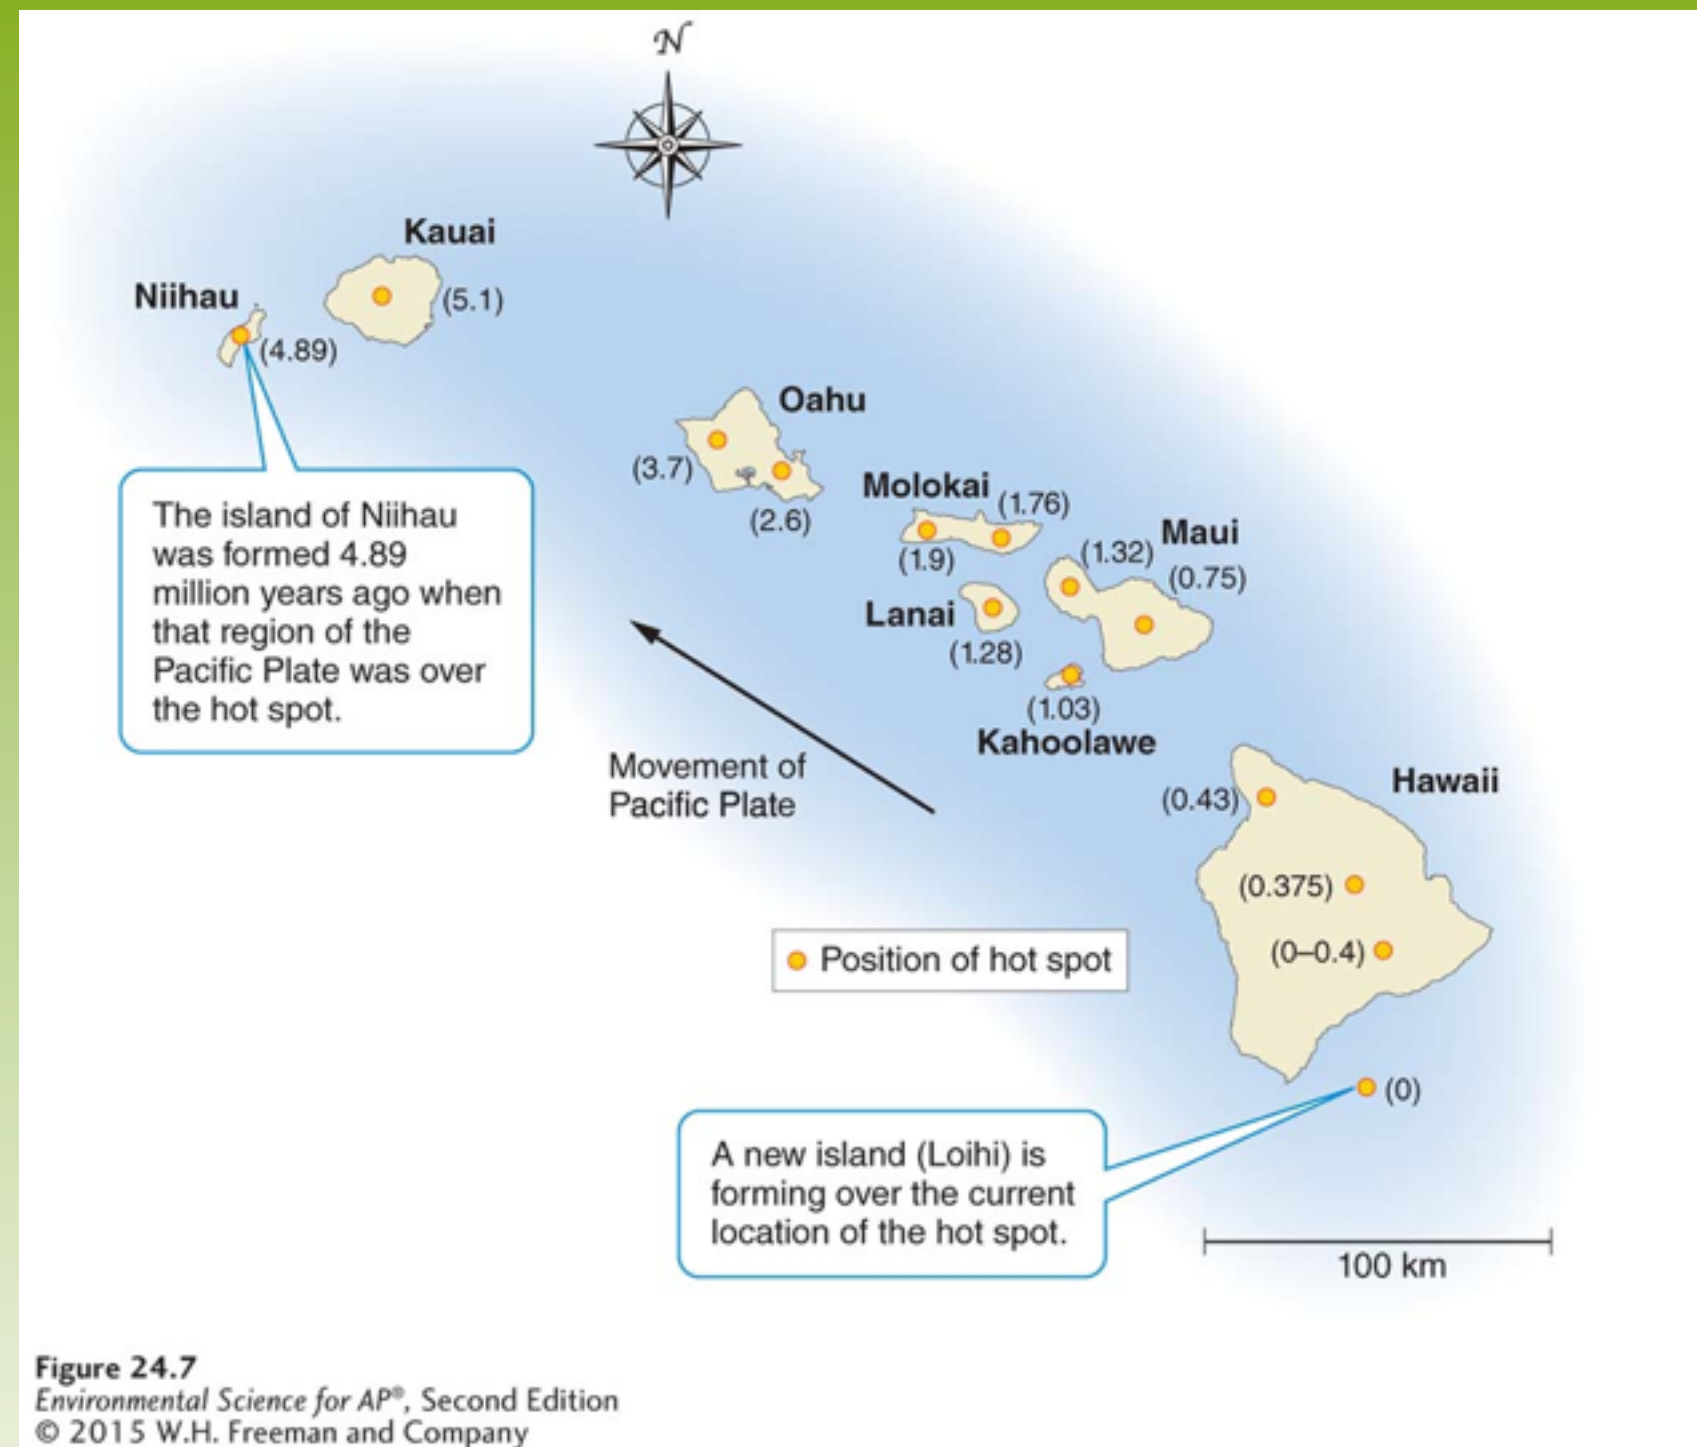 N
Kauai
(5.1)
Niihau
(4.89)
The island of Niihau
was formed 4.89
million years ago when
that region of the
Pacific Plate was over
the hot spot.
Oahu
(3.7)
(2.6)
Molokai
(1.76)
(1.9)
Maui
(1.32)
(0.75)
Lanai
(1.28)
(1.03)
Kahoolawe
Movement of
Pacific Plate
Hawaii
(0.43)
(0.375)
(0–0.4)
Position of hot spot
(0)
A new island (Loihi) is
forming over the current
location of the hot spot.
100 km
Figure 24.7
Environmental Science for AP®, Second Edition
© 2015 W.H. Freeman and Company